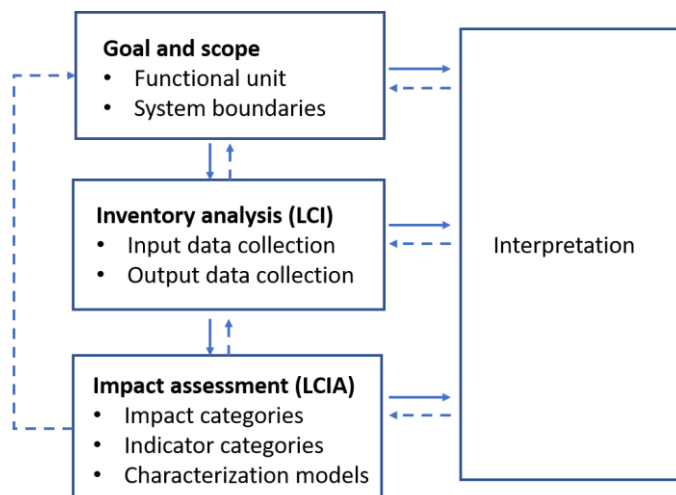 Goal and scope
• Functional unit
• System boundaries
Inventory analysis (LCI)
• Input data collection
• Output data collection
Interpretation
Impact assessment (LCIA)
• Impact categories
• Indicator categories
• Characterization models